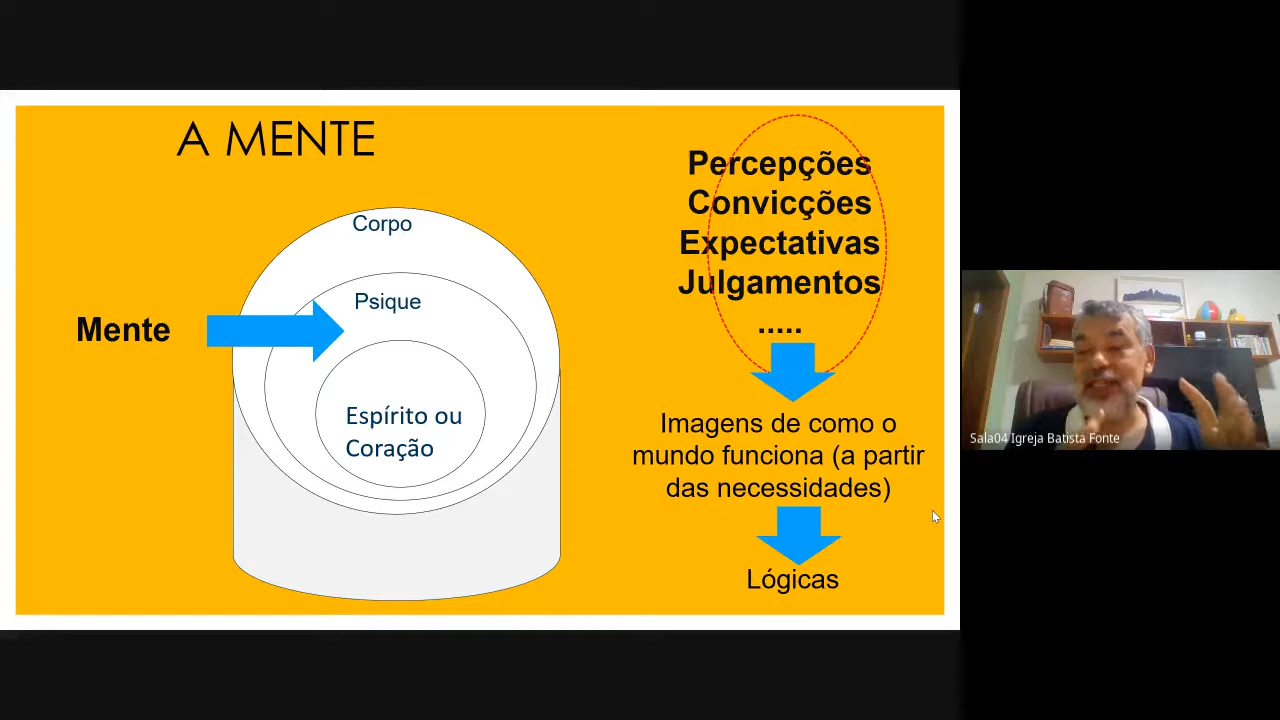 A MENTE
Corpo
Psique
Mente
Espírito ou
Coração
Percepções
Convicções
Expectativas
Julgamentos
.....
Imagens de como o
mundo funciona (a partir
das necessidades)
Lógicas
Sala04 Igreja Batista Fonte